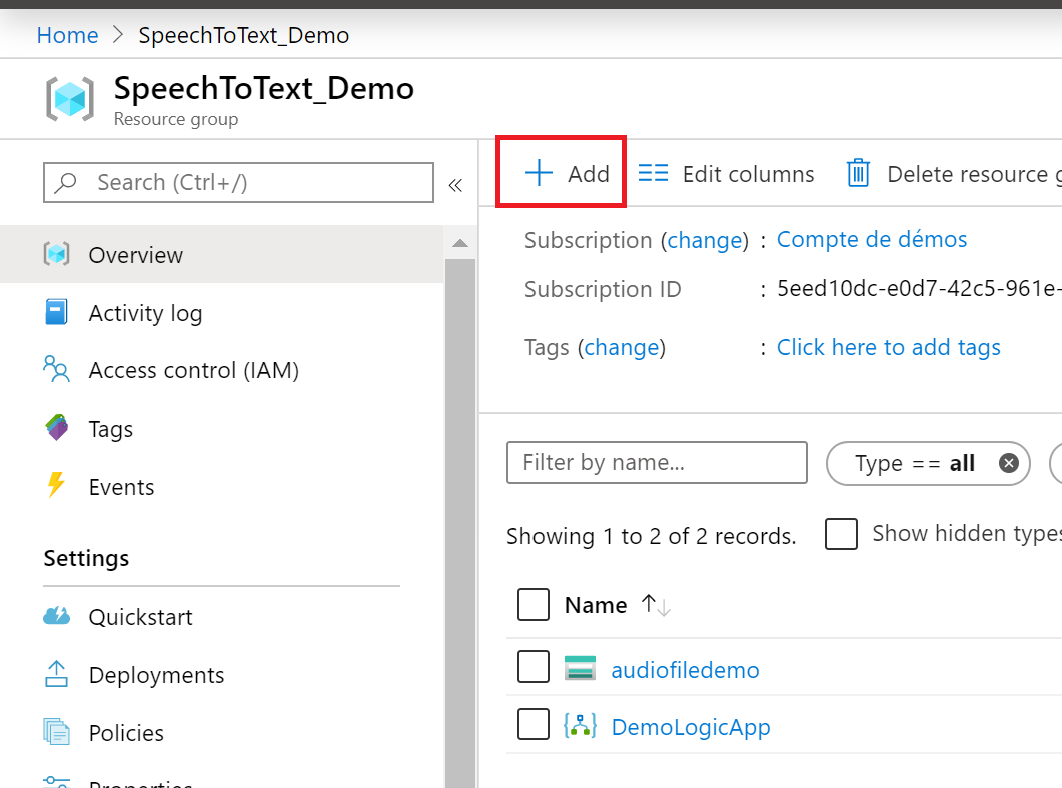 Home > SpeechToText_Demo
SpeechToText_Demo
Resource group
Search (Ctrl+/)
«
Overview
Activity log
Access control (IAM)
Tags
Events
Settings
Quickstart
Deployments
Policies
Properties
Add
Edit columns
Delete resource g
Subscription (change) : Compte de démos
Subscription ID : 5eed10dc-e0d7-42c5-961e-
Tags (change) : Click here to add tags
Filter by name...
Type == all
Showing 1 to 2 of 2 records.
Show hidden types
Name ↑↓
audiofiledemo
DemoLogicApp